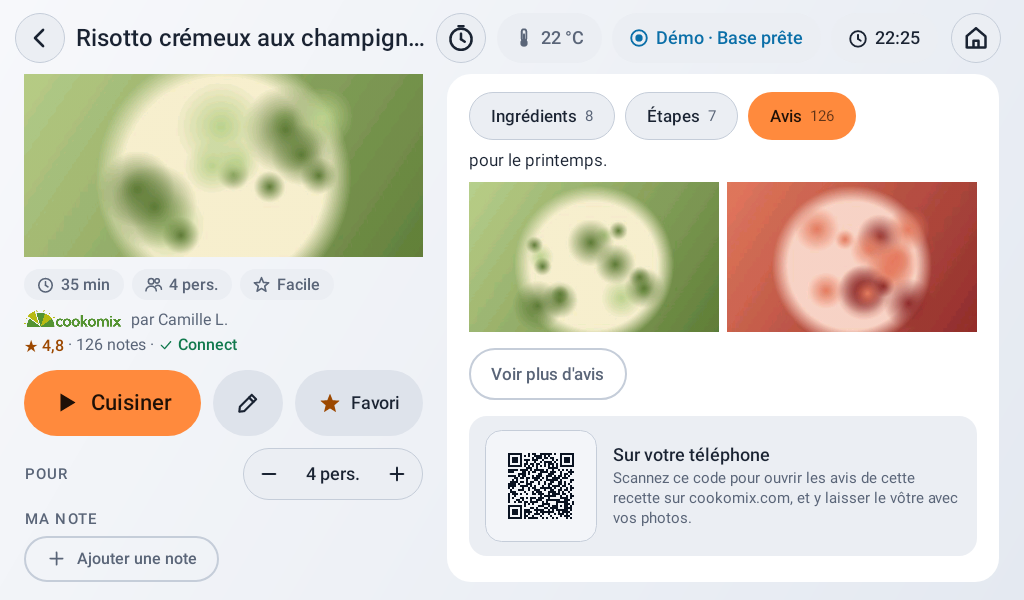 Risotto crémeux aux champign...
22 °C
Démo · Base prête
22:25
35 min
4 pers.
Facile
cookomix par Camille L.
4,8 · 126 notes · Connect
Cuisiner
Favori
POUR
4 pers.
MA NOTE
Ajouter une note
Ingrédients 8
Étapes 7
Avis 126
pour le printemps.
Voir plus d'avis
Sur votre téléphone
Scannez ce code pour ouvrir les avis de cette
recette sur cookomix.com, et y laisser le vôtre avec
vos photos.